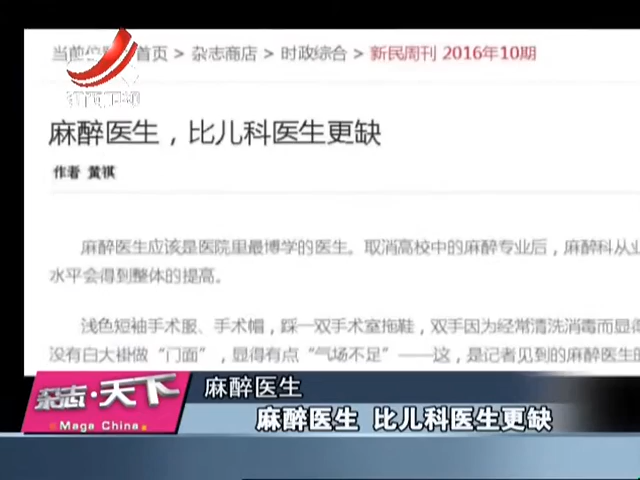 当前位置 首页 > 杂志商店 > 时政综合 > 新民周刊 2016年10期
麻醉医生，比儿科医生更缺
作者 黄祺
麻醉医生应该是医院里最博学的医生。取消高校中的麻醉专业后，麻醉科从业
水平会得到整体的提高。
浅色短袖手术服、手术帽，踩一双手术室拖鞋，双手因为经常清洗消毒而显得
没有白大褂做“门面”，显得有点“气场不足”——这，是记者见到的麻醉医生的
杂志·天下
Maga China
麻醉医生
麻醉医生 比儿科医生更缺